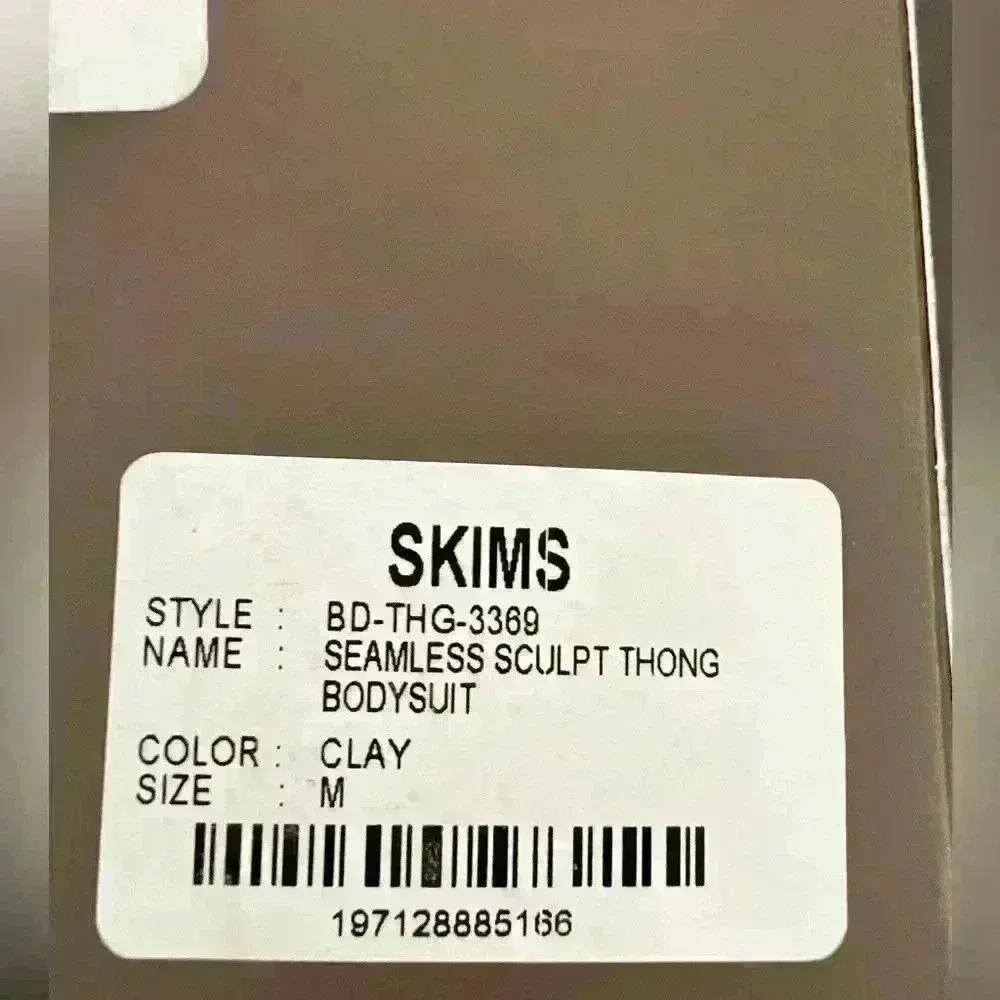 SKIMS
STYLE : BD-THG-3369
NAME : SEAMLESS SCULPT THONG
BODYSUIT
COLOR : CLAY
SIZE : M
197128885166